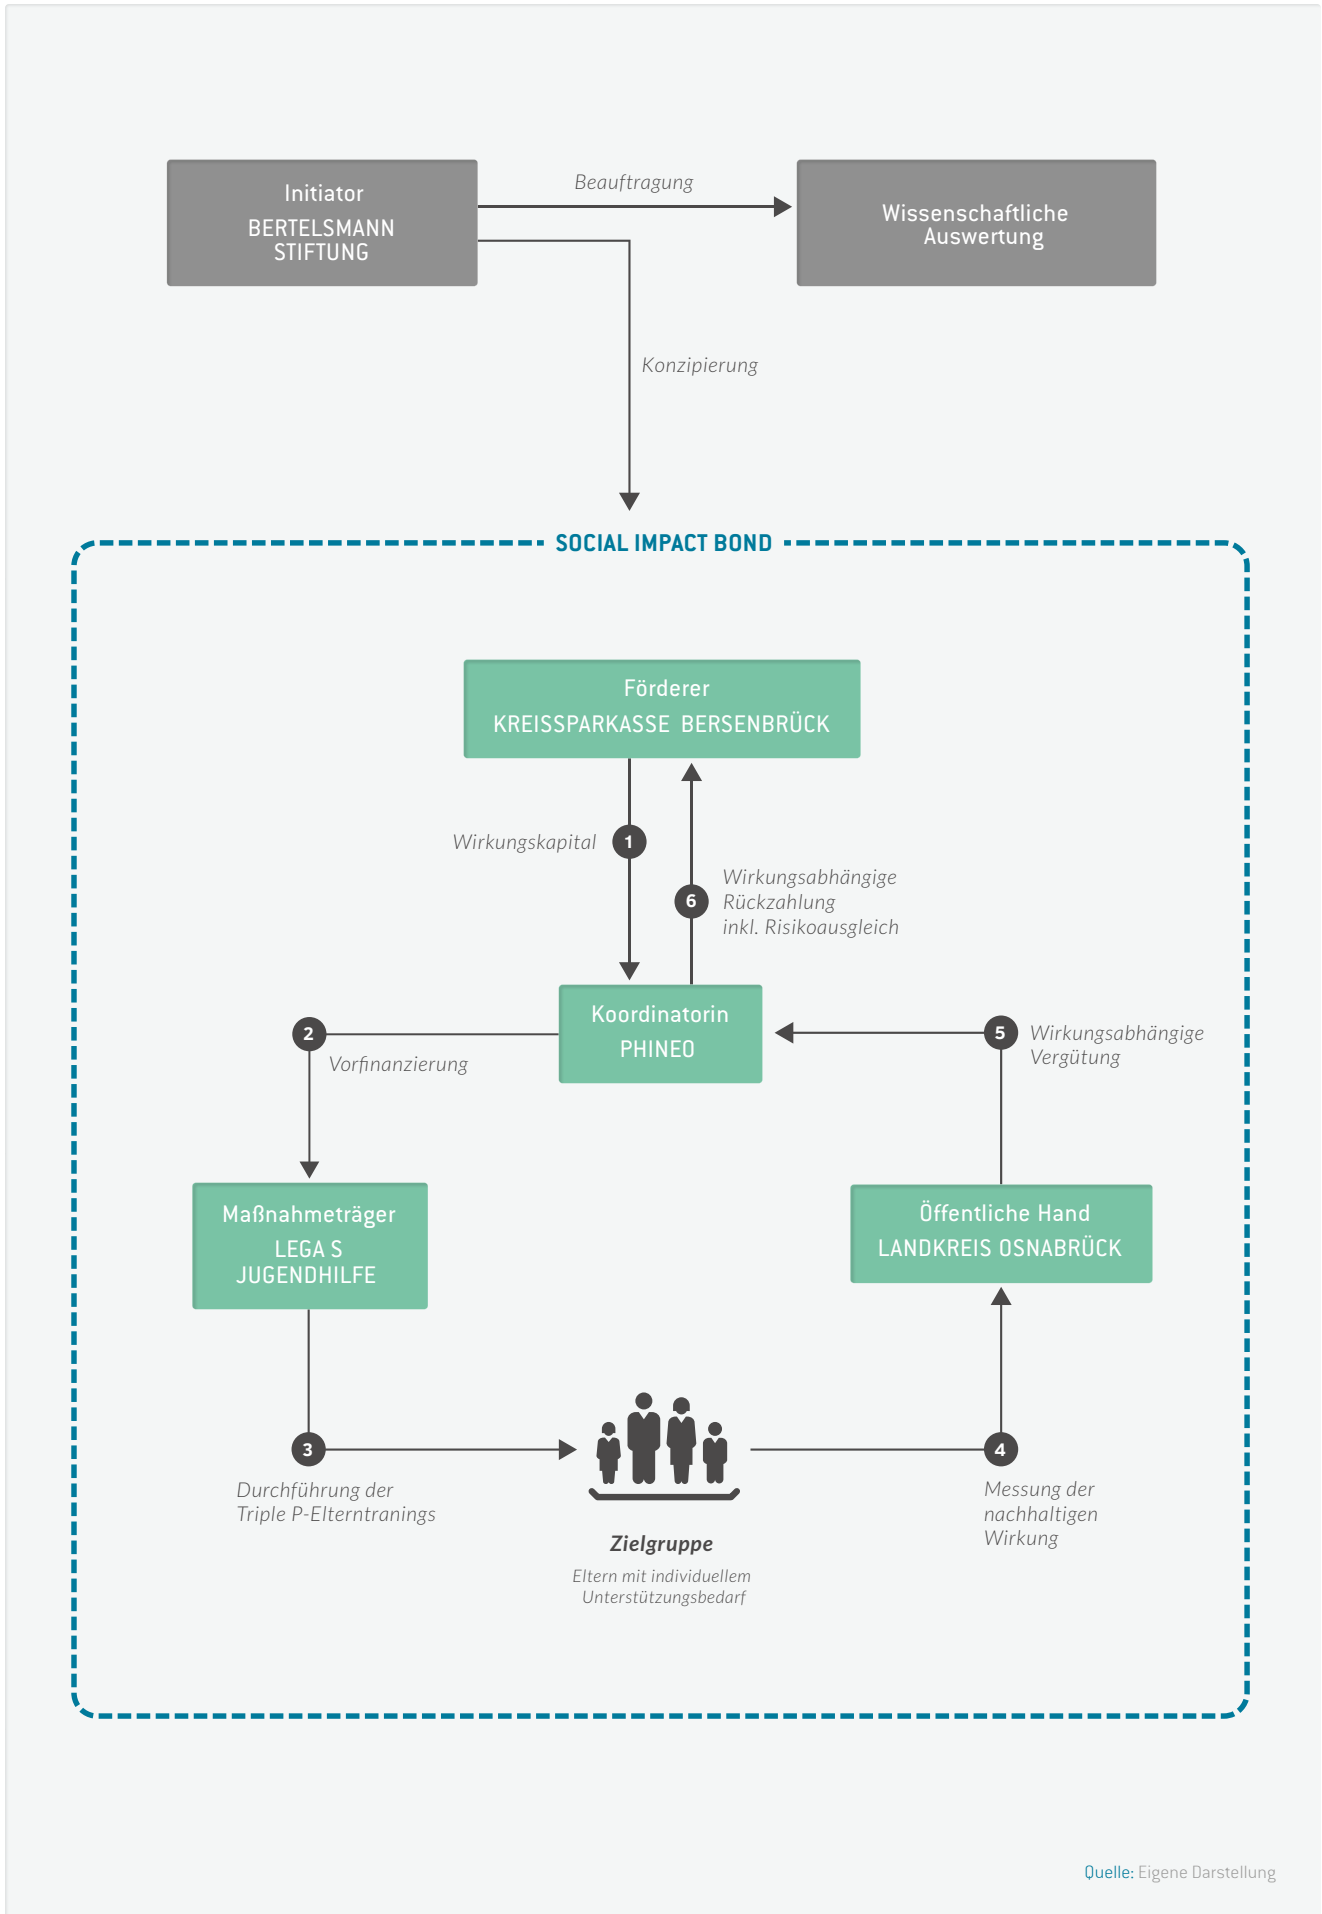 Initiator
BERTELSMANN
STIFTUNG
Beauftragung
Wissenschaftliche
Auswertung
Konzipierung
SOCIAL IMPACT BOND
Förderer
KREISSPARKASSE BERSENBRÜCK
Wirkungskapital
1
6
Wirkungsabhängige
Rückzahlung
inkl. Risikoausgleich
Koordinatorin
PHINEO
2
Vorfinanzierung
5
Wirkungsabhängige
Vergütung
Maßnahmeträger
LEGA S
JUGENDHILFE
Öffentliche Hand
LANDKREIS OSNABRÜCK
3
Durchführung der
Triple P-Elterntranings
4
Messung der
nachhaltigen
Wirkung
Zielgruppe
Eltern mit individuellem
Unterstützungsbedarf
Quelle: Eigene Darstellung